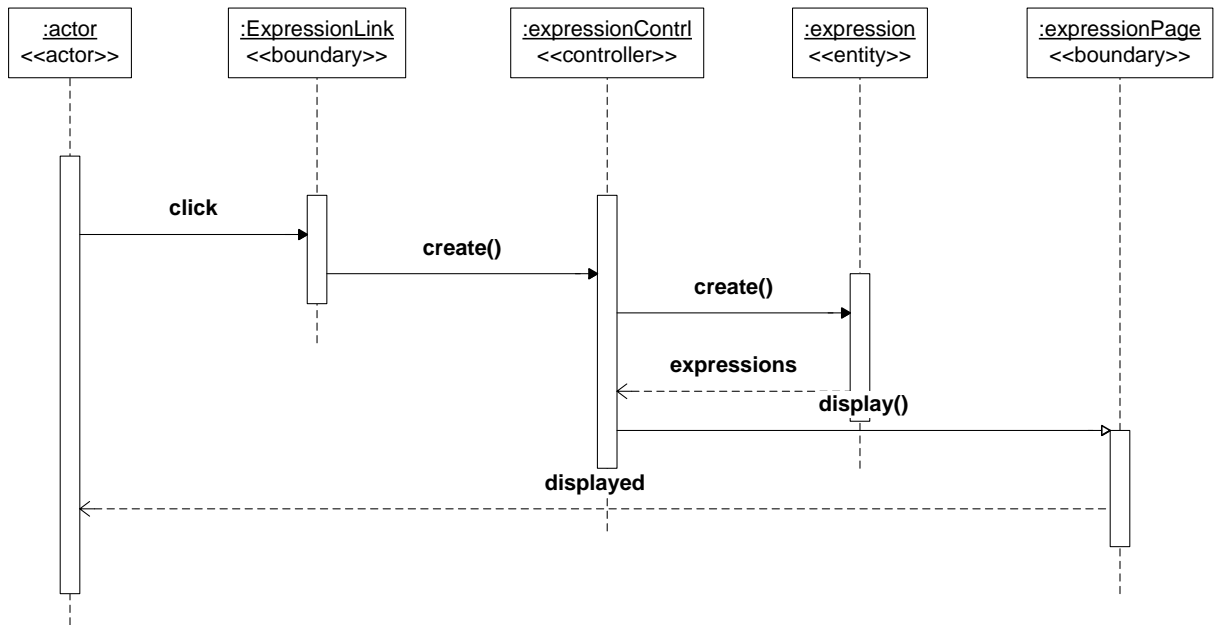 :actor
<<actor>>
:ExpressionLink
<<boundary>>
:expressionContrl
<<controller>>
:expression
<<entity>>
:expressionPage
<<boundary>>
click
create()
create()
expressions
display()
displayed